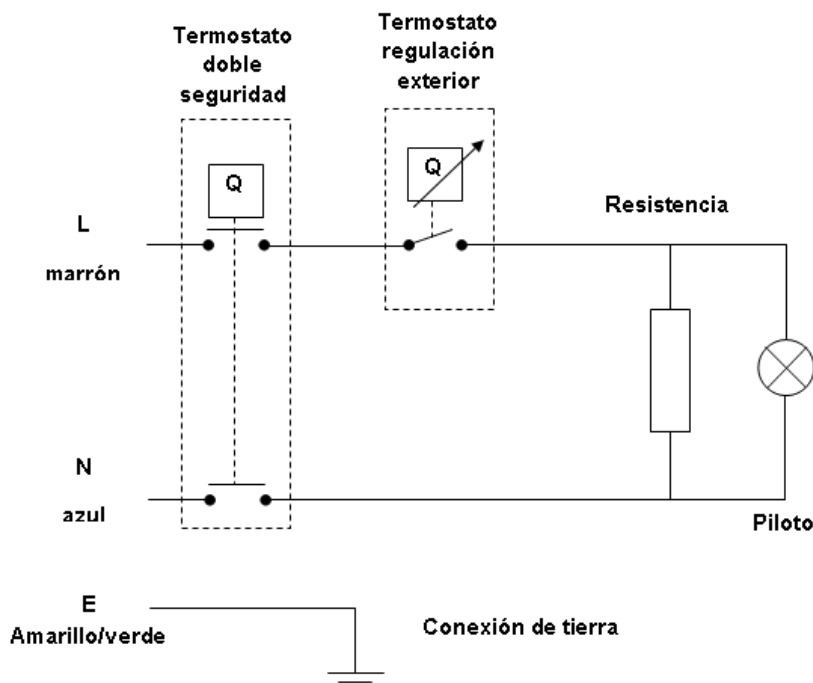 Termostato
doble
seguridad
Termostato
regulación
exterior
Q
Q
L
marrón
Resistencia
N
azul
Piloto
E
Amarillo/verde
Conexión de tierra